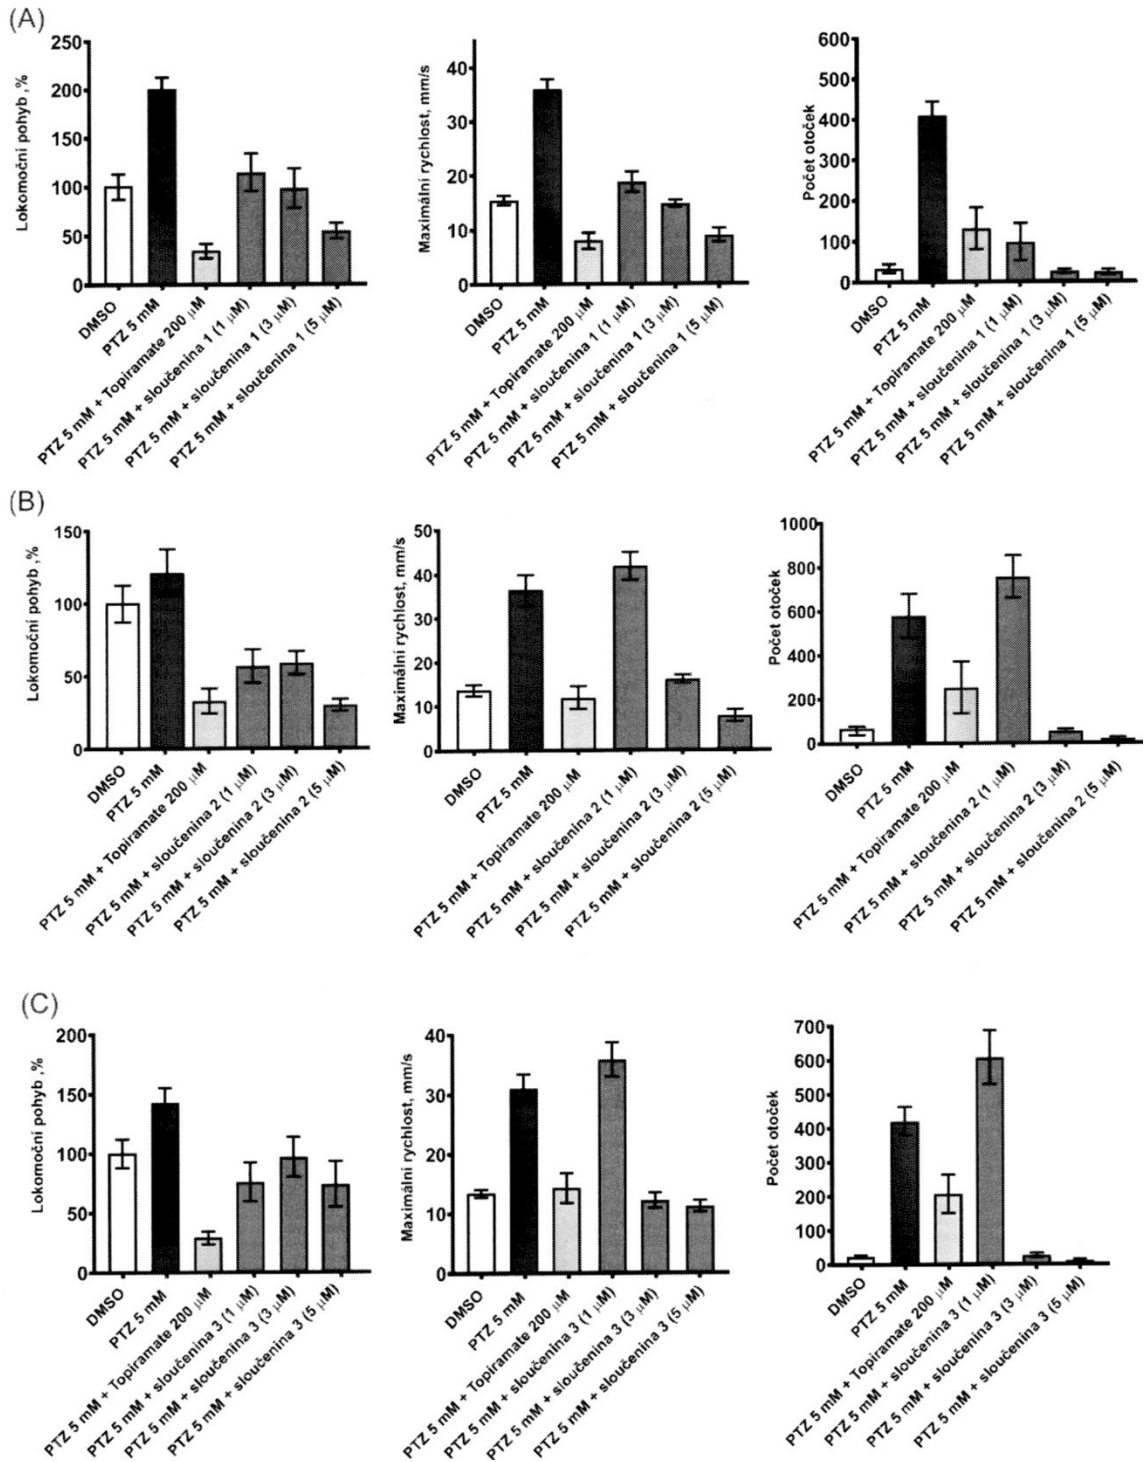 (A)
Lokomoční pohyb ,%
250
200
150
100
50
0
DMSO
PTZ 5 mM
PTZ 5 mM + Topiramate 200 µM
PTZ 5 mM + sloučenina 1 (1 µM)
PTZ 5 mM + sloučenina 1 (3 µM)
PTZ 5 mM + sloučenina 1 (5 µM)
Maximální rychlost, mm/s
40
30
20
10
0
DMSO
PTZ 5 mM
PTZ 5 mM + Topiramate 200 µM
PTZ 5 mM + sloučenina 1 (1 µM)
PTZ 5 mM + sloučenina 1 (3 µM)
PTZ 5 mM + sloučenina 1 (5 µM)
Počet otoček
600
500
400
300
200
100
0
DMSO
PTZ 5 mM
PTZ 5 mM + Topiramate 200 µM
PTZ 5 mM + sloučenina 1 (1 µM)
PTZ 5 mM + sloučenina 1 (3 µM)
PTZ 5 mM + sloučenina 1 (5 µM)
(B)
Lokomoční pohyb ,%
150
100
50
0
DMSO
PTZ 5 mM
PTZ 5 mM + Topiramate 200 µM
PTZ 5 mM + sloučenina 2 (1 µM)
PTZ 5 mM + sloučenina 2 (3 µM)
PTZ 5 mM + sloučenina 2 (5 µM)
Maximální rychlost, mm/s
50
40
30
20
10
0
DMSO
PTZ 5 mM
PTZ 5 mM + Topiramate 200 µM
PTZ 5 mM + sloučenina 2 (1 µM)
PTZ 5 mM + sloučenina 2 (3 µM)
PTZ 5 mM + sloučenina 2 (5 µM)
Počet otoček
1000
800
600
400
200
0
DMSO
PTZ 5 mM
PTZ 5 mM + Topiramate 200 µM
PTZ 5 mM + sloučenina 2 (1 µM)
PTZ 5 mM + sloučenina 2 (3 µM)
PTZ 5 mM + sloučenina 2 (5 µM)
(C)
Lokomoční pohyb ,%
200
150
100
50
0
DMSO
PTZ 5 mM
PTZ 5 mM + Topiramate 200 µM
PTZ 5 mM + sloučenina 3 (1 µM)
PTZ 5 mM + sloučenina 3 (3 µM)
PTZ 5 mM + sloučenina 3 (5 µM)
Maximální rychlost, mm/s
40
30
20
10
0
DMSO
PTZ 5 mM
PTZ 5 mM + Topiramate 200 µM
PTZ 5 mM + sloučenina 3 (1 µM)
PTZ 5 mM + sloučenina 3 (3 µM)
PTZ 5 mM + sloučenina 3 (5 µM)
Počet otoček
700
600
500
400
300
200
100
0
DMSO
PTZ 5 mM
PTZ 5 mM + Topiramate 200 µM
PTZ 5 mM + sloučenina 3 (1 µM)
PTZ 5 mM + sloučenina 3 (3 µM)
PTZ 5 mM + sloučenina 3 (5 µM)